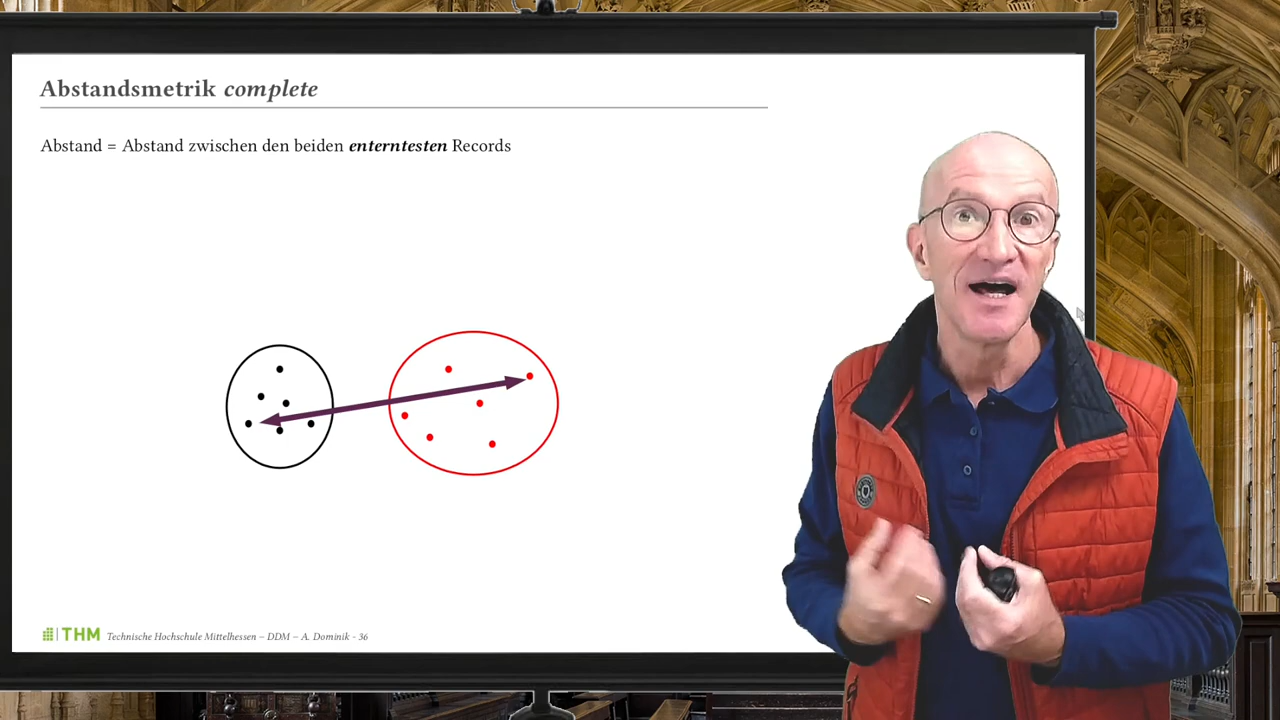 Abstandsmetrik complete
Abstand = Abstand zwischen den beiden enterntesten Records
THM Technische Hochschule Mittelhessen – DDM – A. Dominik - 36